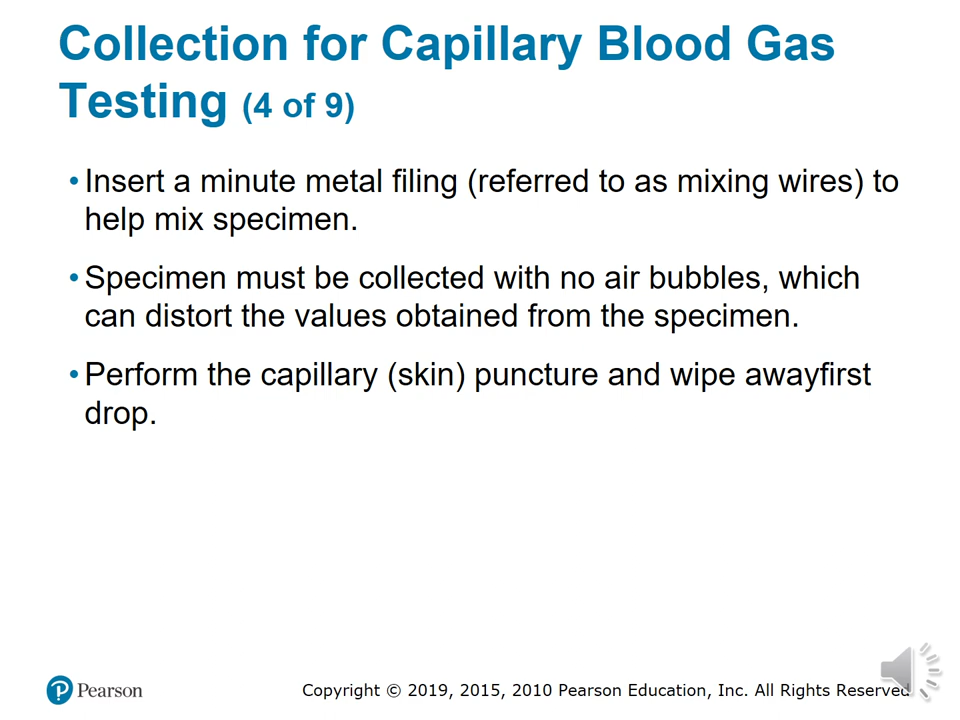 Collection for Capillary Blood Gas
Testing (4 of 9)
• Insert a minute metal filing (referred to as mixing wires) to
help mix specimen.
• Specimen must be collected with no air bubbles, which
can distort the values obtained from the specimen.
• Perform the capillary (skin) puncture and wipe awayfirst
drop.
Pearson
Copyright © 2019, 2015, 2010 Pearson Education, Inc. All Rights Reserved